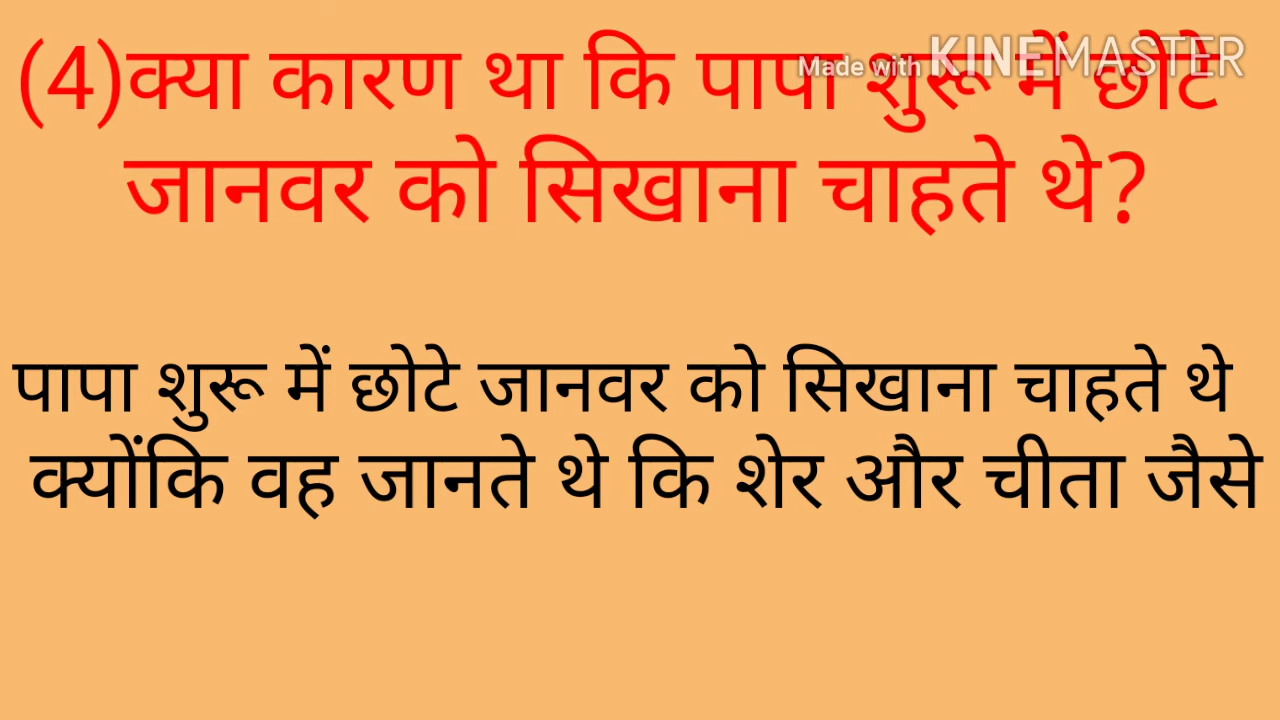 Made with KINEMASTER
(4)क्या कारण था कि पापा शुरू में छोटे
जानवर को सिखाना चाहते थे?
पापा शुरू में छोटे जानवर को सिखाना चाहते थे
क्योंकि वह जानते थे कि शेर और चीता जैसे